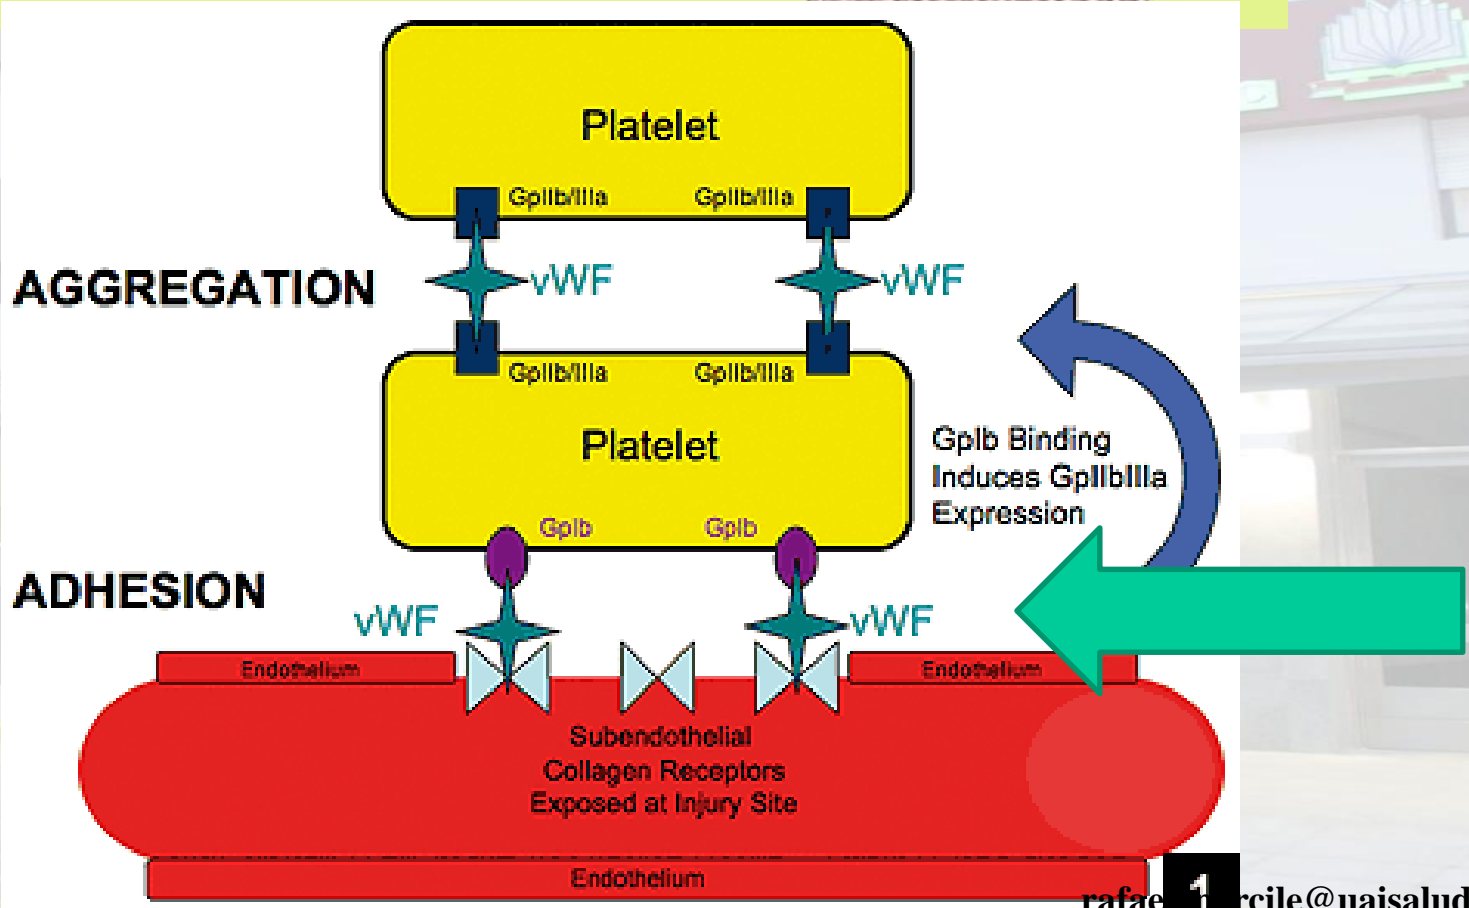 Platelet
GpIIb/IIIa GpIIb/IIIa
AGGREGATION
vWF vWF
GpIIb/IIIa GpIIb/IIIa
Platelet
GpIb Binding
Induces GpIIbIIIa
Expression
GpIb GpIb
ADHESION
vWF vWF
Endothelium Endothelium
Subendothelial
Collagen Receptors
Exposed at Injury Site
Endothelium
1